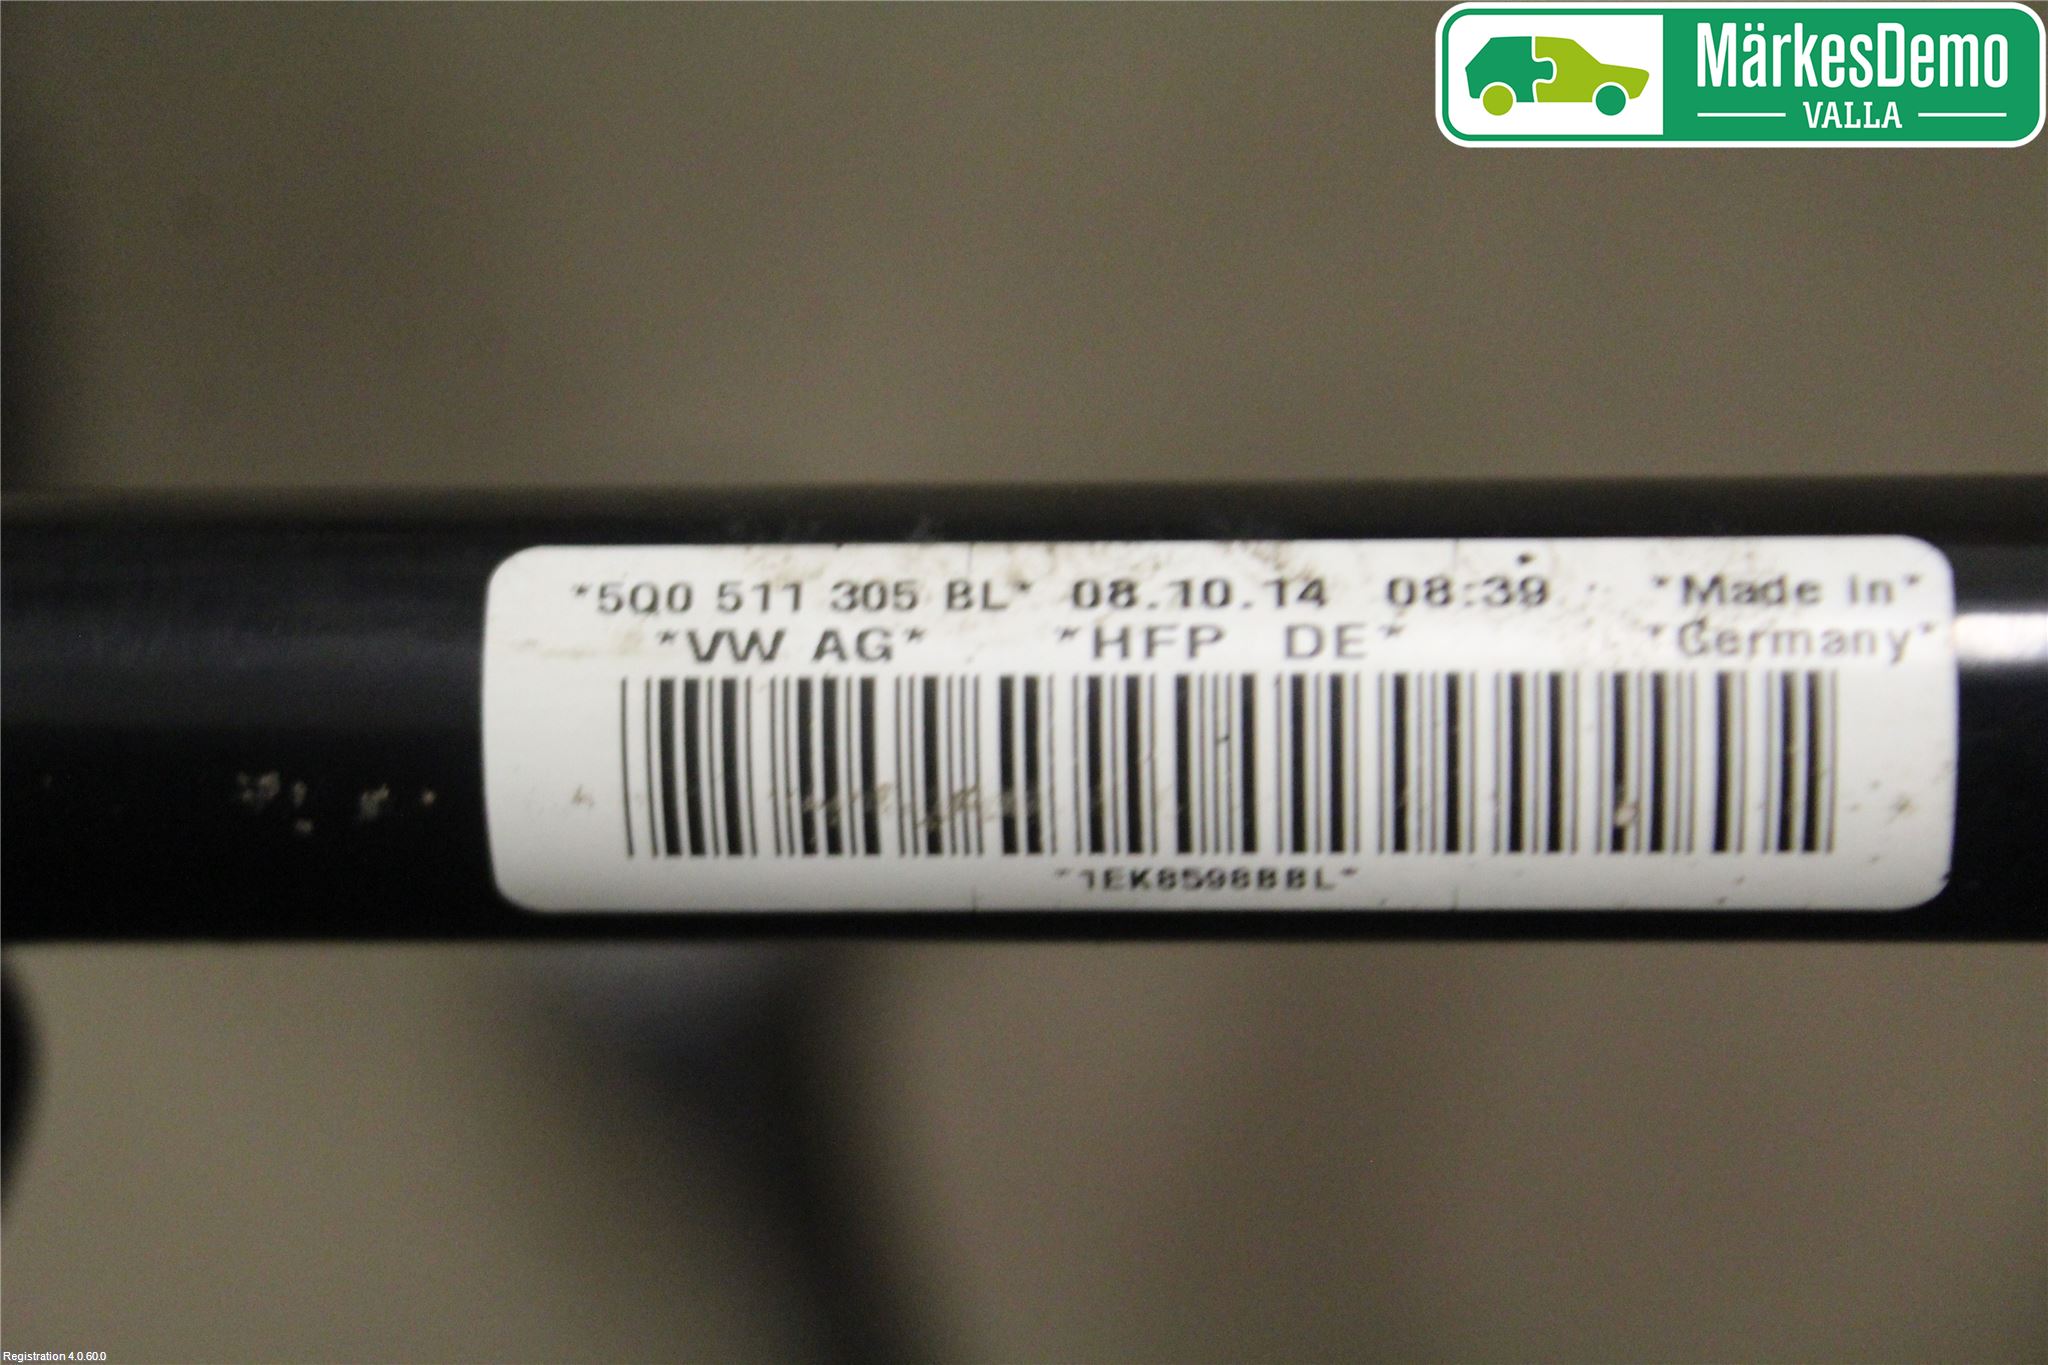 MärkesDemo
VALLA
*5Q0 511 305 BL* 08.10.14 08:39 *Made in*
*VW AG* *HFP DE* *Germany*
*1EK8598BBL*
Registration 4.0.60.0